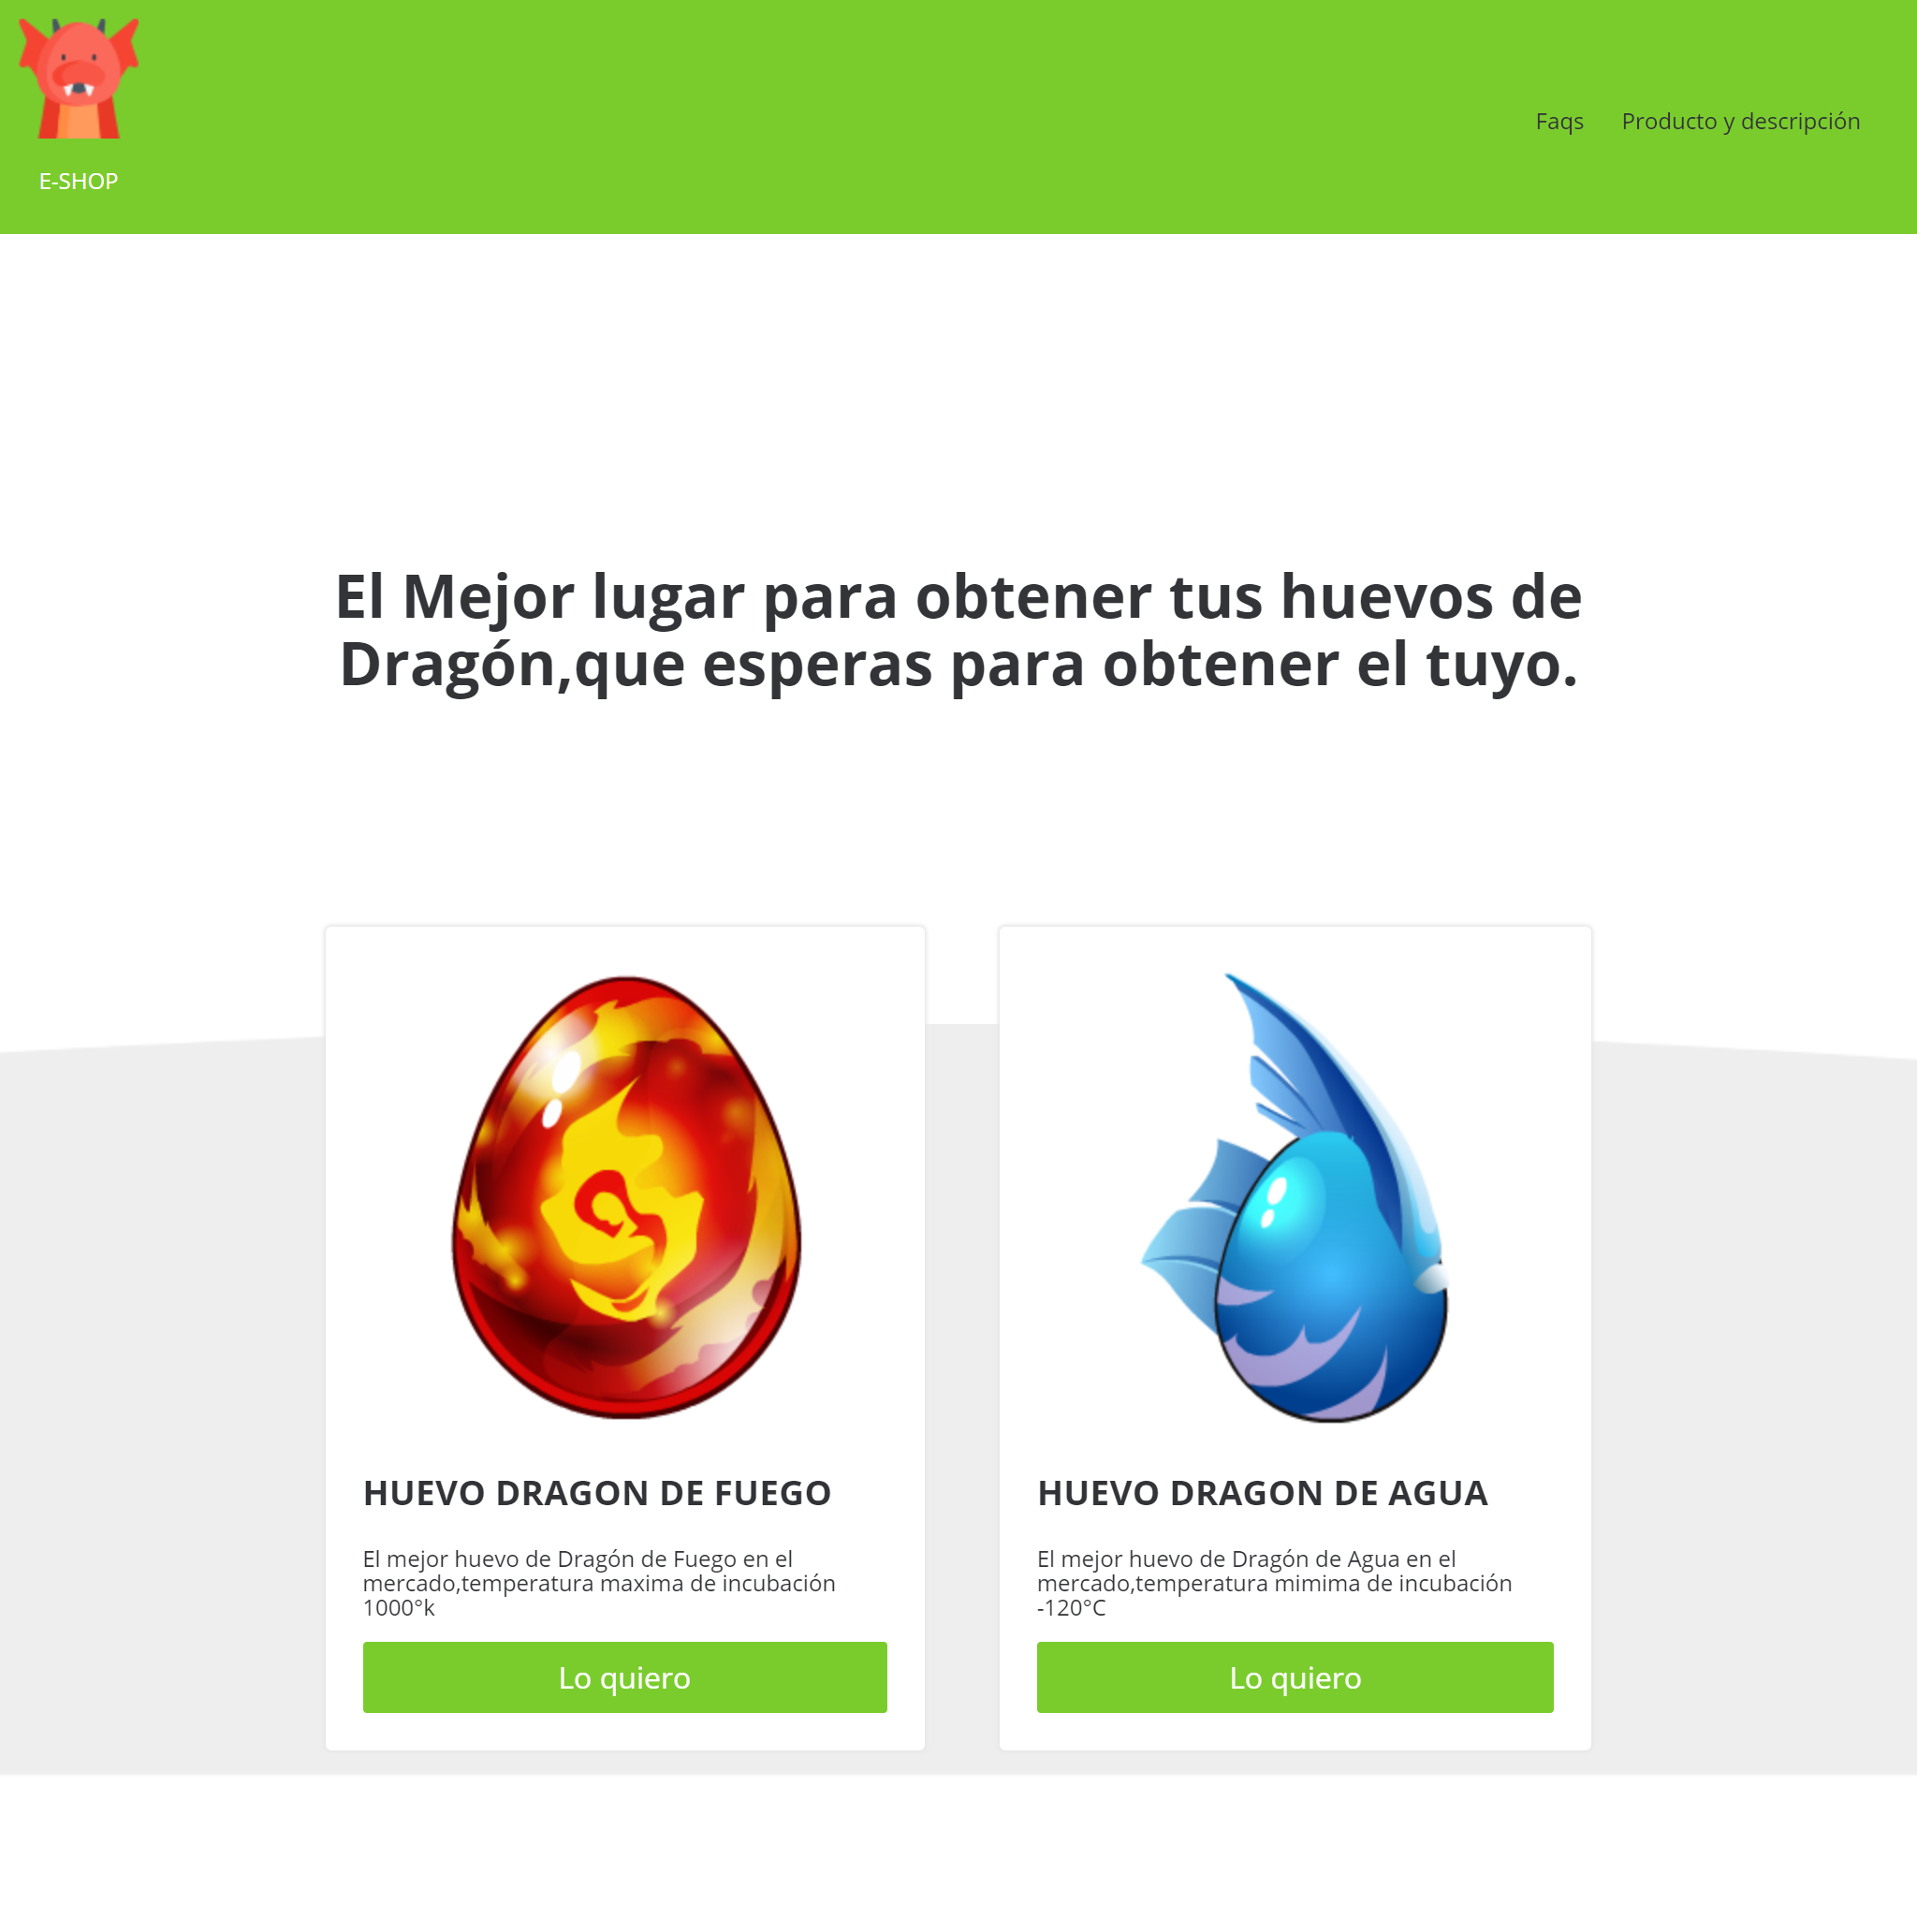 E-SHOP
Faqs
Producto y descripción
El Mejor lugar para obtener tus huevos de
Dragón,que esperas para obtener el tuyo.
HUEVO DRAGON DE FUEGO
El mejor huevo de Dragón de Fuego en el
mercado,temperatura maxima de incubación
1000°k
Lo quiero
HUEVO DRAGON DE AGUA
El mejor huevo de Dragón de Agua en el
mercado,temperatura mimima de incubación
-120°C
Lo quiero